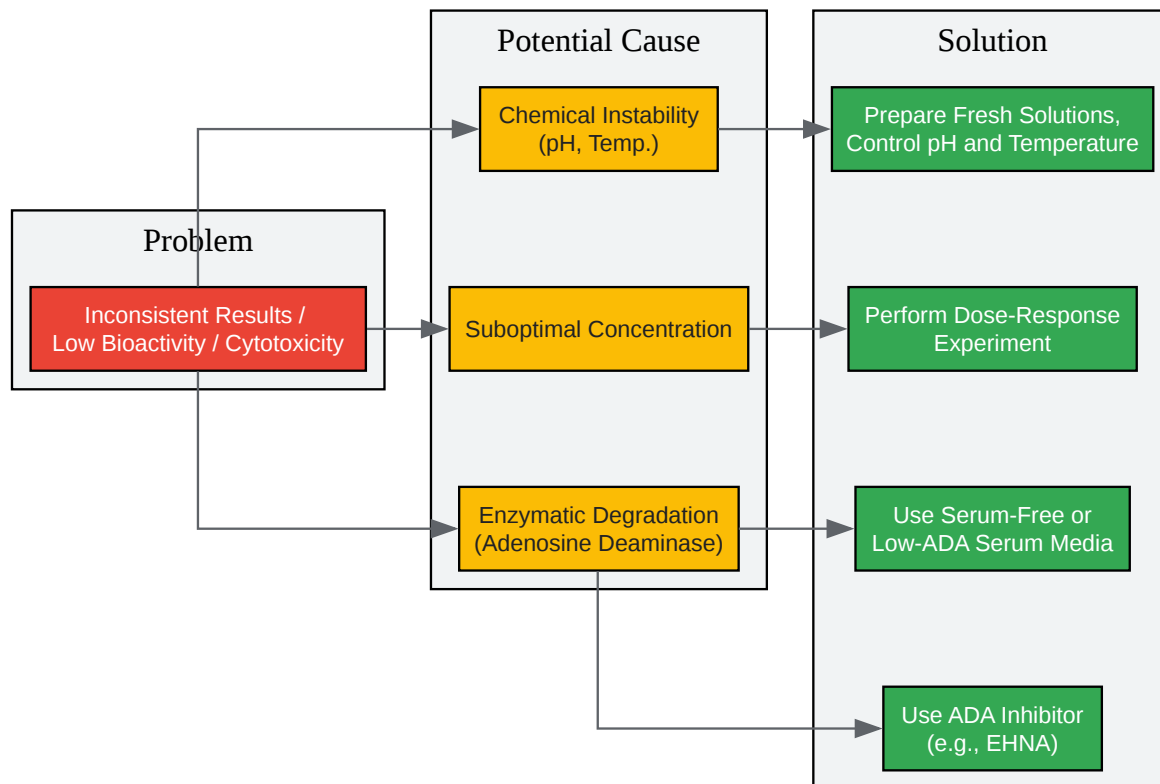 Problem
Inconsistent Results /
Low Bioactivity / Cytotoxicity
Potential Cause
Chemical Instability
(pH, Temp.)
Suboptimal Concentration
Enzymatic Degradation
(Adenosine Deaminase)
Solution
Prepare Fresh Solutions,
Control pH and Temperature
Perform Dose-Response
Experiment
Use Serum-Free or
Low-ADA Serum Media
Use ADA Inhibitor
(e.g., EHNA)